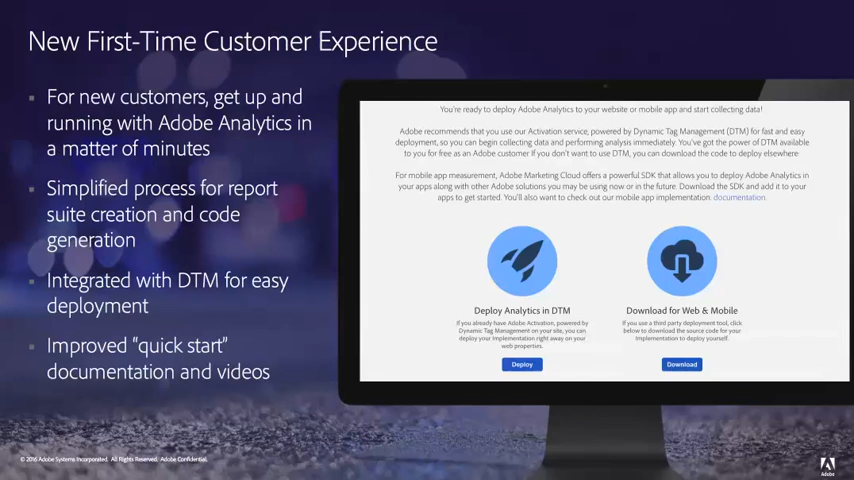 New First-Time Customer Experience
For new customers, get up and
running with Adobe Analytics in
a matter of minutes
Simplified process for report
suite creation and code
generation
Integrated with DTM for easy
deployment
Improved “quick start”
documentation and videos
You're ready to deploy Adobe Analytics to your website or mobile app and start collecting data!
Adobe recommends that you use our Activation service, powered by Dynamic Tag Management (DTM) for fast and easy
deployment, so you can begin collecting data and performing analysis immediately. You've got the power of DTM available
to you for free as an Adobe customer If you don't want to use DTM, you can download the code to deploy elsewhere
For mobile app measurement, Adobe Marketing Cloud offers a powerful SDK that allows you to deploy Adobe Analytics in
your apps along with other Adobe solutions you may be using now or in the future. Download the SDK and add it to your
apps to get started. You'll also want to check out our mobile app implementation: documentation.
Deploy Analytics in DTM
If you already have Adobe Activation, powered by
Dynamic Tag Management on your site, you can
deploy your Implementation right away on your
web properties.
Deploy
Download for Web & Mobile
If you use a third party deployment tool, click
below to download the source code for your
Implementation to deploy yourself.
Download
© 2016 Adobe Systems Incorporated. All Rights Reserved. Adobe Confidential.
Adobe